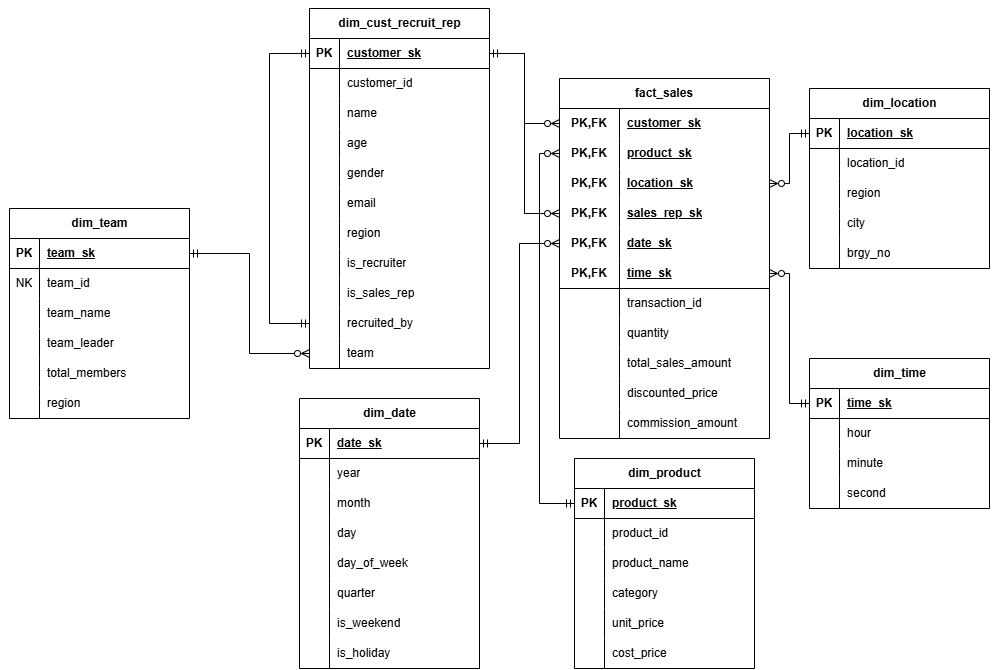 dim_cust_recruit_rep
PK customer_sk
customer_id
name
age
gender
email
region
is_recruiter
is_sales_rep
recruited_by
team
fact_sales
PK,FK customer_sk
PK,FK product_sk
PK,FK location_sk
PK,FK sales_rep_sk
PK,FK date_sk
PK,FK time_sk
transaction_id
quantity
total_sales_amount
discounted_price
commission_amount
dim_location
PK location_sk
location_id
region
city
brgy_no
dim_team
PK team_sk
NK team_id
team_name
team_leader
total_members
region
dim_date
PK date_sk
year
month
day
day_of_week
quarter
is_weekend
is_holiday
dim_product
PK product_sk
product_id
product_name
category
unit_price
cost_price
dim_time
PK time_sk
hour
minute
second